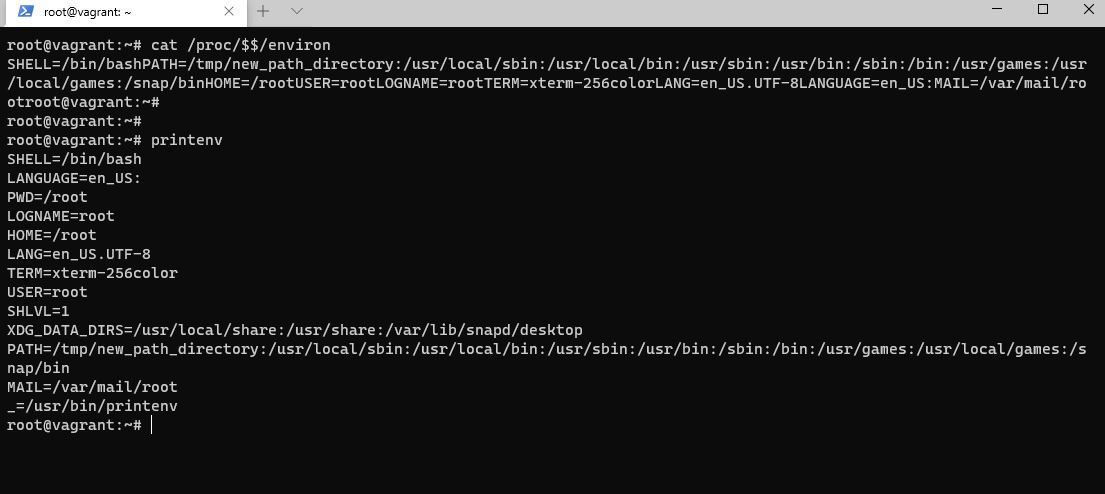 root@vagrant: ~
root@vagrant:~# cat /proc/$$/environ
SHELL=/bin/bashPATH=/tmp/new_path_directory:/usr/local/sbin:/usr/local/bin:/usr/sbin:/usr/bin:/sbin:/bin:/usr/games:/usr
/local/games:/snap/binHOME=/rootUSER=rootLOGNAME=rootTERM=xterm-256colorLANG=en_US.UTF-8LANGUAGE=en_US:MAIL=/var/mail/ro
otroot@vagrant:~#
root@vagrant:~#
root@vagrant:~# printenv
SHELL=/bin/bash
LANGUAGE=en_US:
PWD=/root
LOGNAME=root
HOME=/root
LANG=en_US.UTF-8
TERM=xterm-256color
USER=root
SHLVL=1
XDG_DATA_DIRS=/usr/local/share:/usr/share:/var/lib/snapd/desktop
PATH=/tmp/new_path_directory:/usr/local/sbin:/usr/local/bin:/usr/sbin:/usr/bin:/sbin:/bin:/usr/games:/usr/local/games:/s
nap/bin
MAIL=/var/mail/root
_=/usr/bin/printenv
root@vagrant:~#